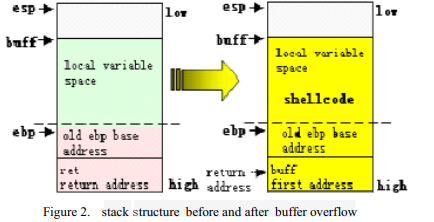 esp
low
buff
local variable
space
ebp
old ebp base
address
ret
return address
high
esp
low
buff
local variable
space
shellcode
ebp
old ebp base
address
return
address
buff
first address
high
Figure 2. stack structure before and after buffer overflow